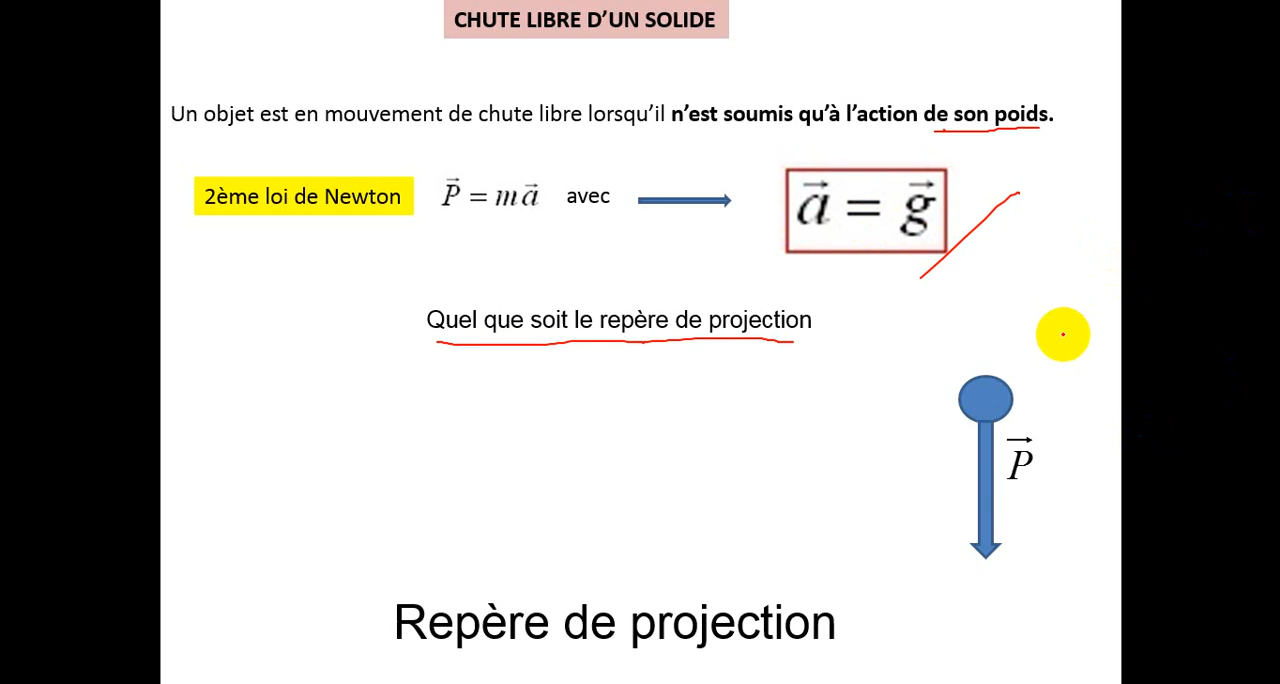 CHUTE LIBRE D’UN SOLIDE
Un objet est en mouvement de chute libre lorsqu’il n’est soumis qu’à l’action de son poids.
2ème loi de Newton P⃗ = m a⃗ avec a⃗ = g⃗
Quel que soit le repère de projection
P⃗
Repère de projection